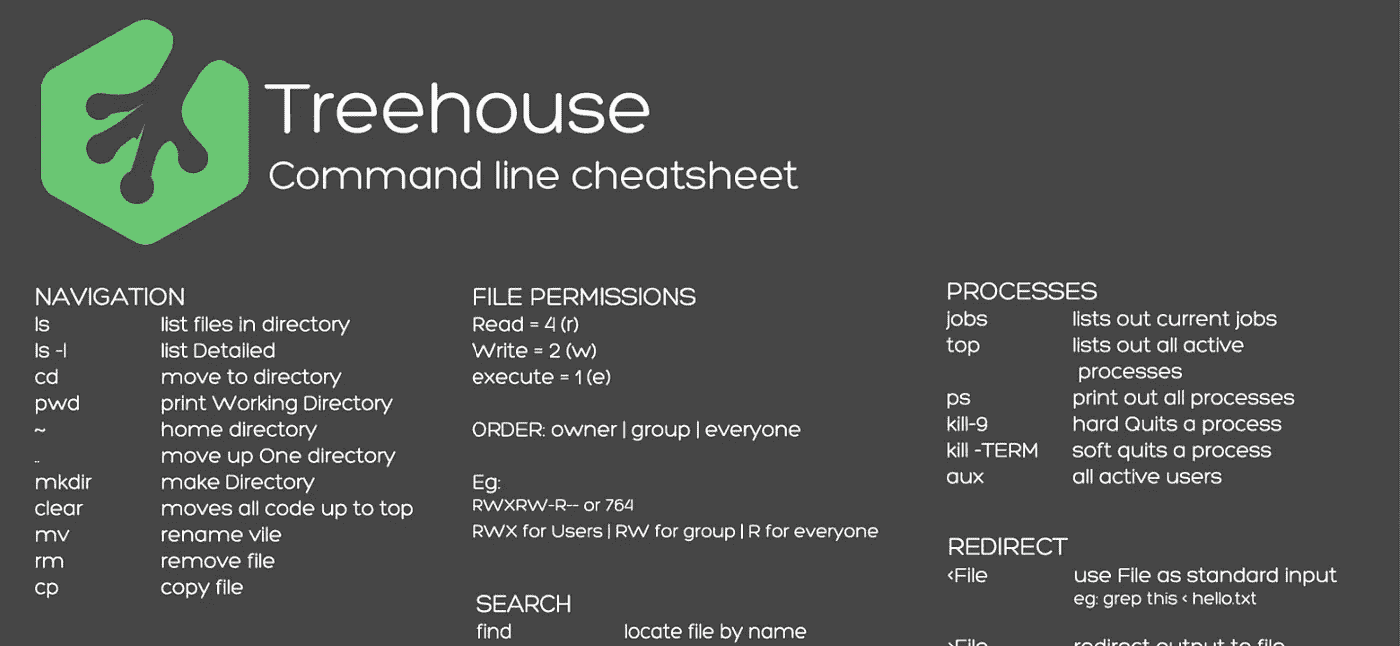 Treehouse
Command line cheatsheet
NAVIGATION
ls list files in directory
ls -l list Detailed
cd move to directory
pwd print Working Directory
~ home directory
.. move up One directory
mkdir make Directory
clear moves all code up to top
mv rename vile
rm remove file
cp copy file
FILE PERMISSIONS
Read = 4 (r)
Write = 2 (w)
execute = 1 (e)
ORDER: owner | group | everyone
Eg:
RWXRW-R-- or 764
RWX for Users | RW for group | R for everyone
SEARCH
find locate file by name
PROCESSES
jobs lists out current jobs
top lists out all active
processes
ps print out all processes
kill-9 hard Quits a process
kill -TERM soft quits a process
aux all active users
REDIRECT
<File use File as standard input
eg: grep this < hello.txt
>File redirect output to file